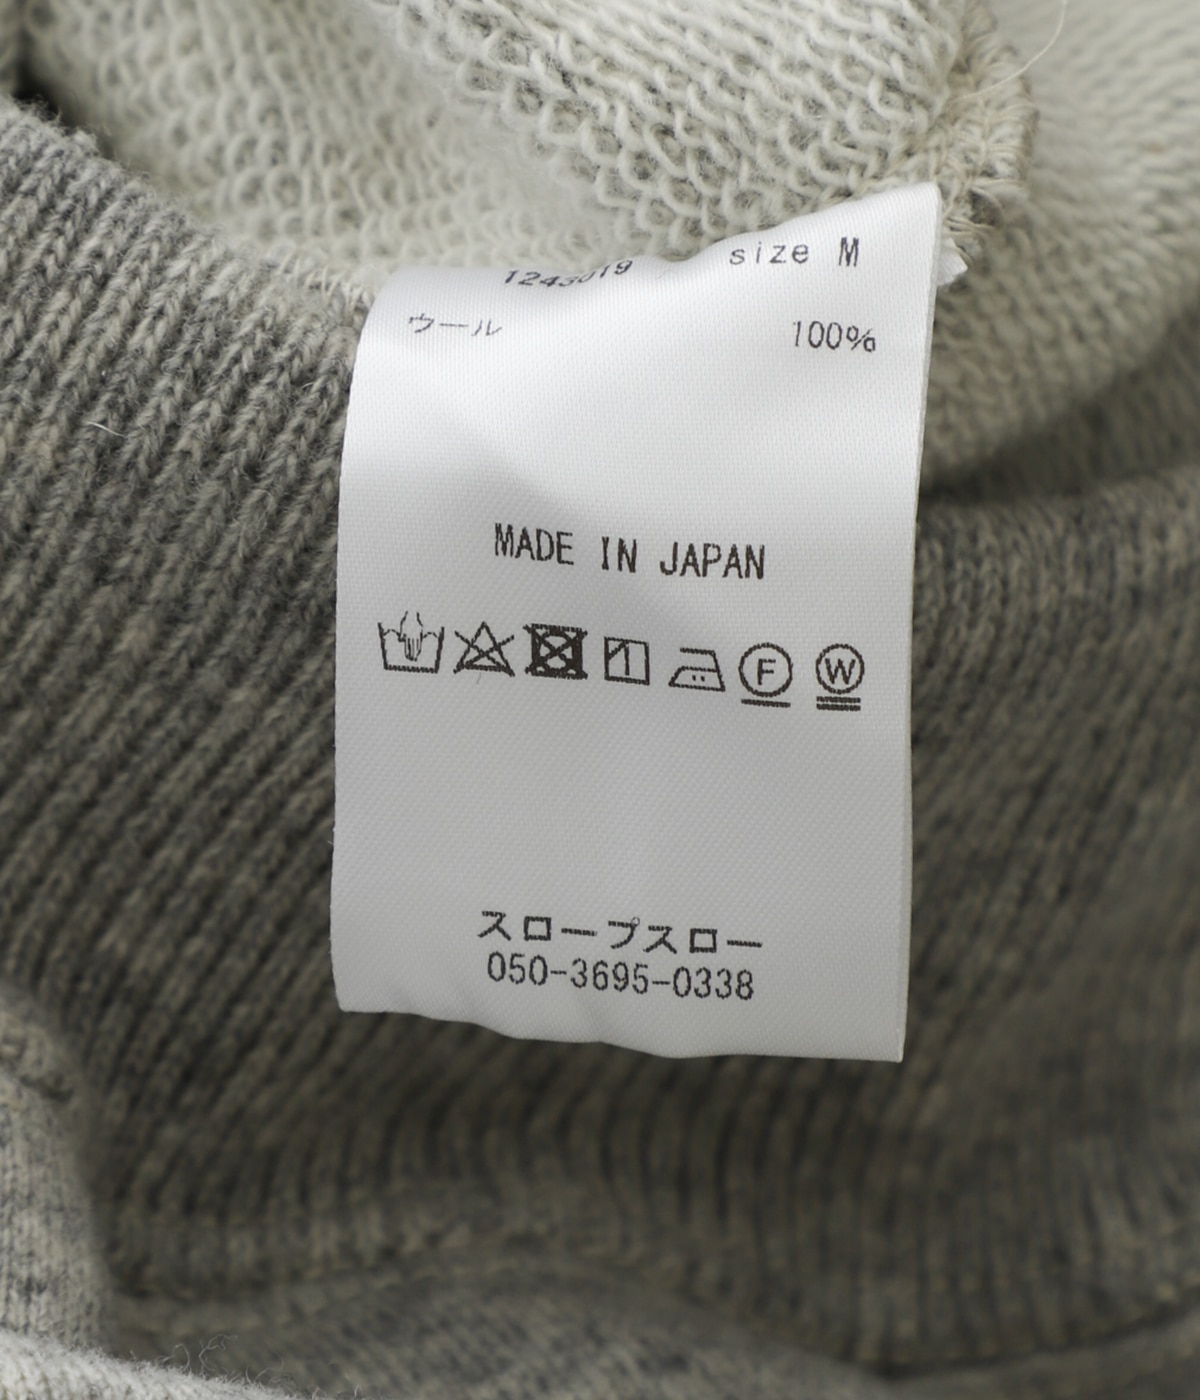 1243019 size M
ウール 100%
MADE IN JAPAN
F W
スロープスロー
050-3695-0338